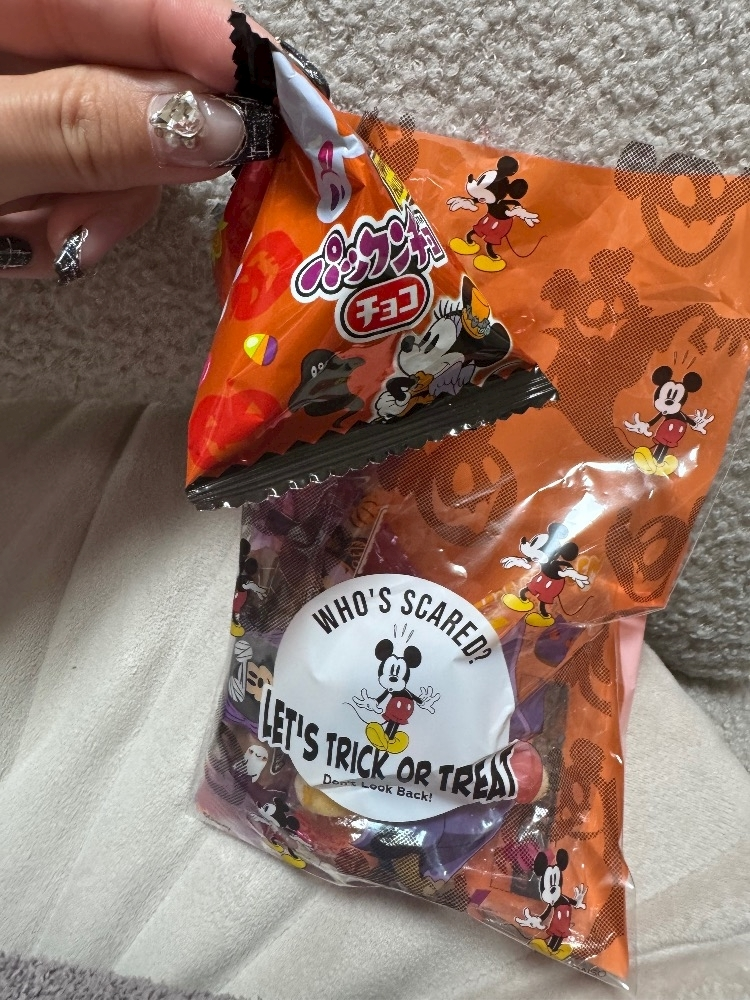 パックンチョ
チョコ
WHO'S SCARED?
LET'S TRICK OR TREAT
Don't Look Back!